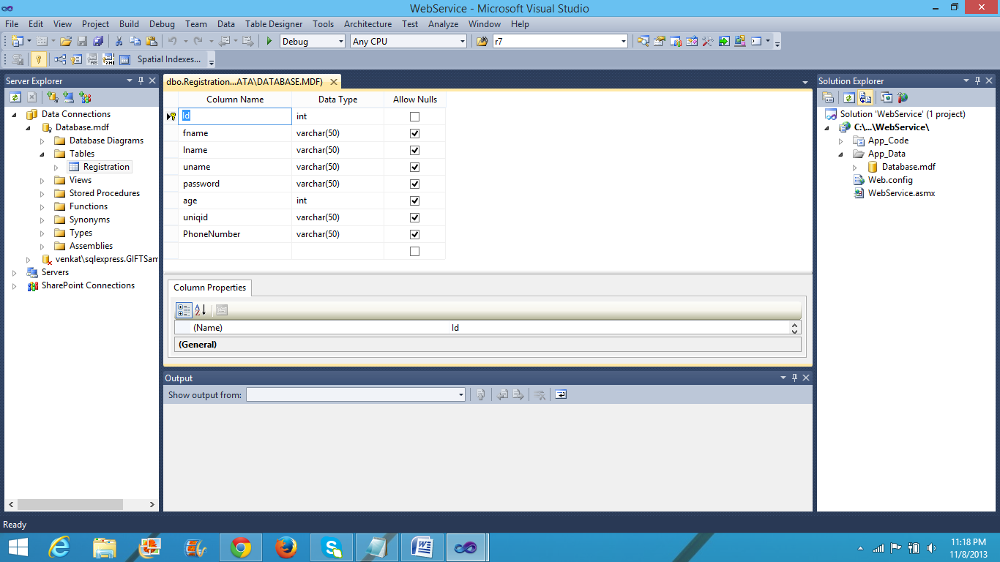 WebService - Microsoft Visual Studio
File Edit View Project Build Debug Team Data Table Designer Tools Architecture Test Analyze Window Help
Debug Any CPU r7
Spatial Indexes...
Server Explorer
Data Connections
Database.mdf
Database Diagrams
Tables
Registration
Views
Stored Procedures
Functions
Synonyms
Types
Assemblies
venkat\sqlexpress.GIFTSam
Servers
SharePoint Connections
dbo.Registration...ATA\DATABASE.MDF)
Column Name Data Type Allow Nulls
Id int
fname varchar(50)
lname varchar(50)
uname varchar(50)
password varchar(50)
age int
uniqid varchar(50)
PhoneNumber varchar(50)
Column Properties
(Name) Id
(General)
Output
Show output from:
Solution Explorer
Solution 'WebService' (1 project)
C:\...\WebService\
App_Code
App_Data
Database.mdf
Web.config
WebService.asmx
Ready
11:18 PM
11/8/2013